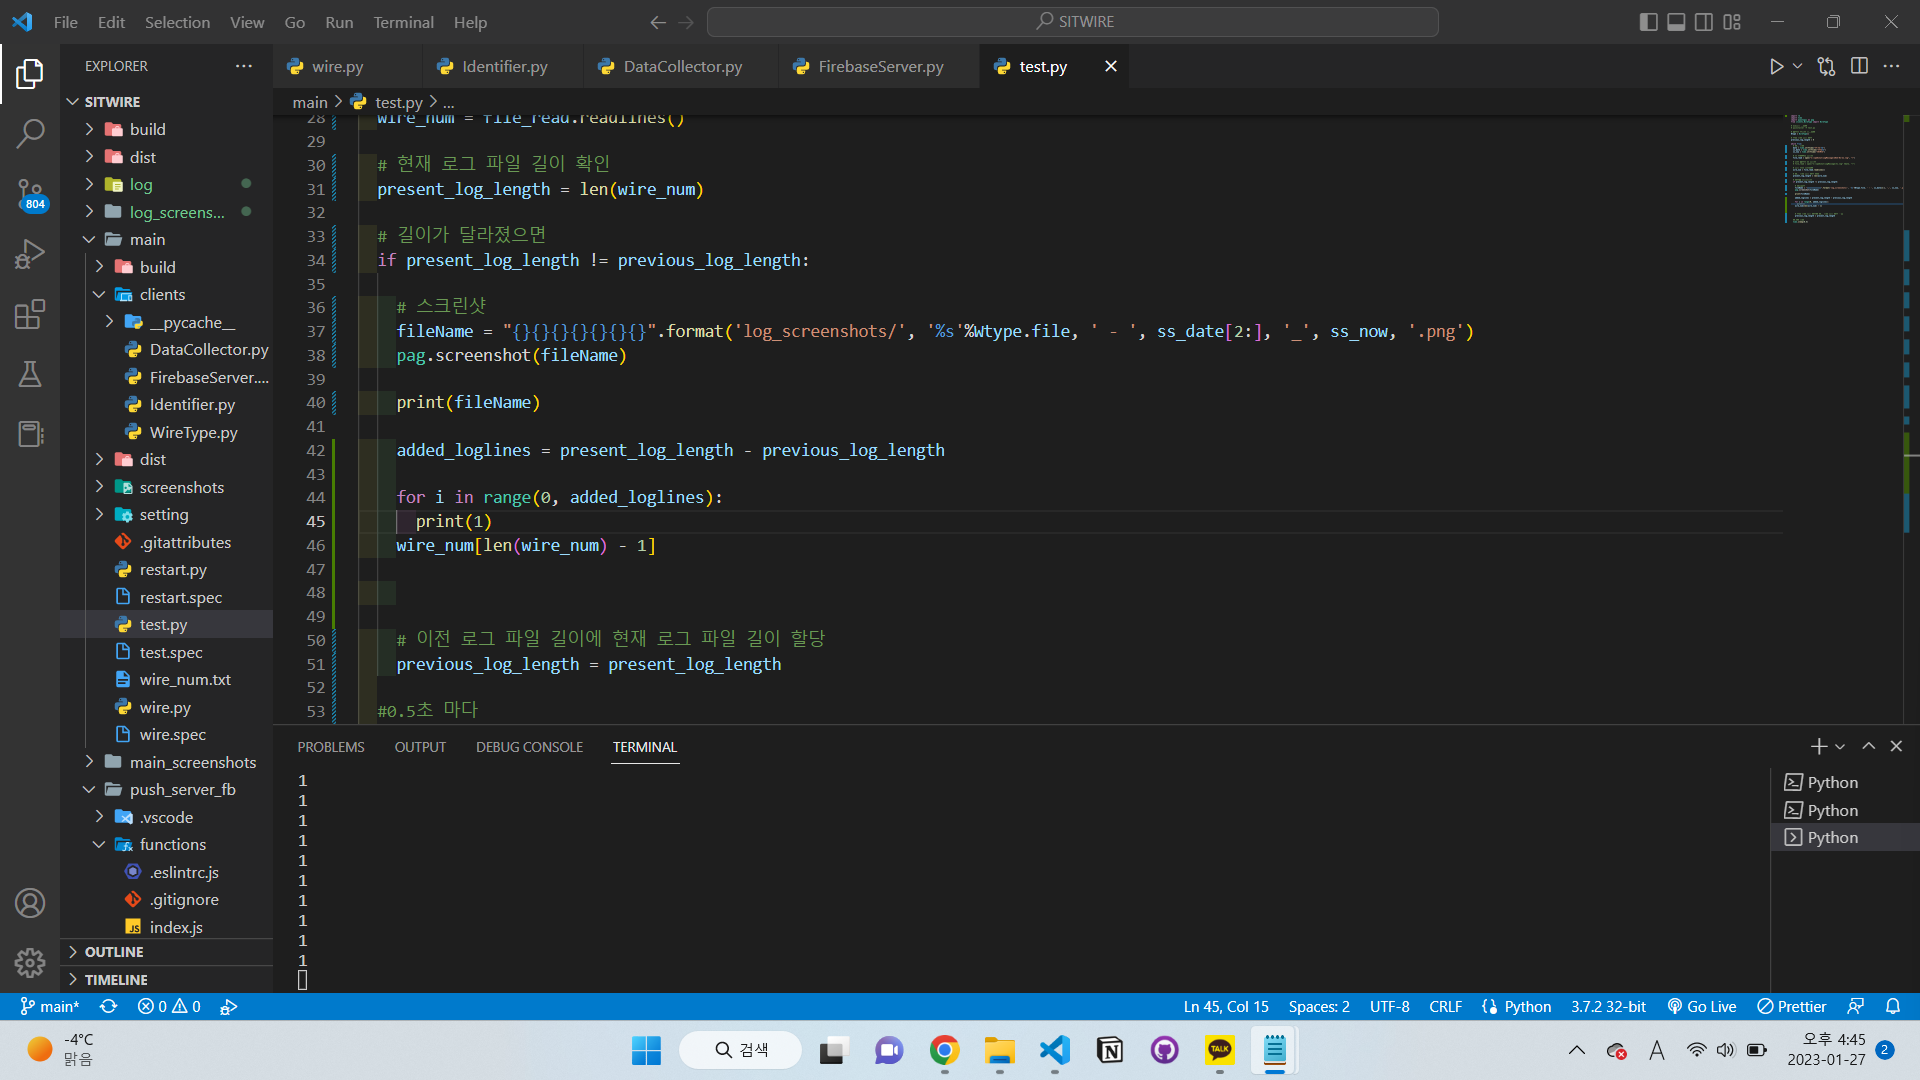 File Edit Selection View Go Run Terminal Help
SITWIRE
EXPLORER
wire.py Identifier.py DataCollector.py FirebaseServer.py test.py
main > test.py > ...
SITWIRE
build
dist
log
log_screens...
main
build
clients
__pycache__
DataCollector.py
FirebaseServer....
Identifier.py
WireType.py
dist
screenshots
setting
.gitattributes
restart.py
restart.spec
test.py
test.spec
wire_num.txt
wire.py
wire.spec
main_screenshots
push_server_fb
.vscode
functions
.eslintrc.js
.gitignore
index.js
OUTLINE
TIMELINE
804
28 wire_num = file_read.readlines()
29
30 # 현재 로그 파일 길이 확인
31 present_log_length = len(wire_num)
32
33 # 길이가 달라졌으면
34 if present_log_length != previous_log_length:
35
36 # 스크린샷
37 fileName = "{}{}{}{}{}{}{}".format('log_screenshots/', '%s'%Wtype.file, ' - ', ss_date[2:], '_', ss_now, '.png')
38 pag.screenshot(fileName)
39
40 print(fileName)
41
42 added_loglines = present_log_length - previous_log_length
43
44 for i in range(0, added_loglines):
45 print(1)
46 wire_num[len(wire_num) - 1]
47
48
49
50 # 이전 로그 파일 길이에 현재 로그 파일 길이 할당
51 previous_log_length = present_log_length
52
53 #0.5초 마다
PROBLEMS OUTPUT DEBUG CONSOLE TERMINAL
1
1
1
1
1
1
1
1
1
1
Python
Python
Python
main* 0 0
Ln 45, Col 15 Spaces: 2 UTF-8 CRLF Python 3.7.2 32-bit Go Live Prettier
-4°C
맑음
검색
TALK
A
오후 4:45
2023-01-27
2